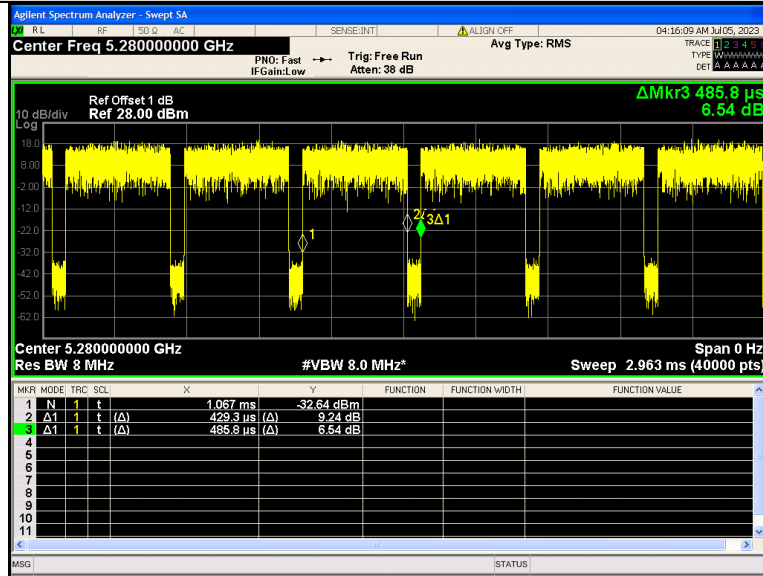 Agilent Spectrum Analyzer - Swept SA
LXI RL RF 50 Ω AC SENSE:INT ALIGN OFF 04:16:09 AM Jul 05, 2023
Center Freq 5.280000000 GHz Avg Type: RMS TRACE 1 2 3 4 5
PNO: Fast Trig: Free Run TYPE
IFGain:Low Atten: 38 dB DET A A A A A
ΔMkr3 485.8 µs
Ref Offset 1 dB
10 dB/div Ref 28.00 dBm 6.54 dB
Log
18.0
8.00
-2.00
-12.0
2Δ 3Δ1
-22.0
1
-32.0
-42.0
-52.0
-62.0
Center 5.280000000 GHz Span 0 Hz
Res BW 8 MHz #VBW 8.0 MHz* Sweep 2.963 ms (40000 pts)
MKR MODE TRC SCL X Y FUNCTION FUNCTION WIDTH FUNCTION VALUE
1 N 1 t 1.067 ms -32.64 dBm
2 Δ1 1 t (Δ) 429.3 µs (Δ) 9.24 dB
3 Δ1 1 t (Δ) 485.8 µs (Δ) 6.54 dB
4
5
6
7
8
9
10
11
MSG STATUS